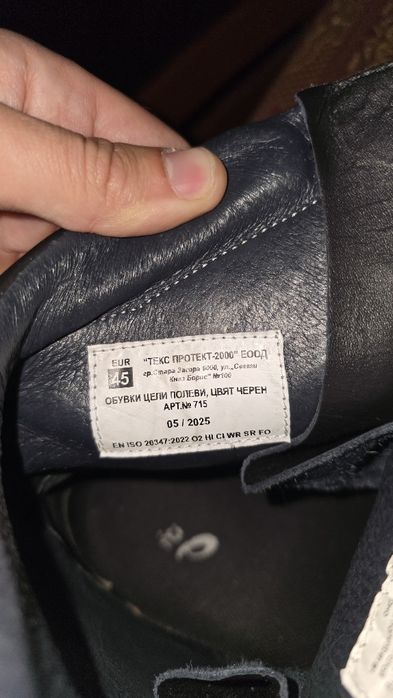 EUR
45
"ТЕКС ПРОТЕКТ-2000" ЕООД
гр.Стара Загора 6000, ул. „Свети
Княз Борис" №100
ОБУВКИ ЦЕЛИ ПОЛЕВИ, ЦВЯТ ЧЕРЕН
АРТ.№ 715
05 / 2025
EN ISO 20347:2022 O2 HI CI WR SR FO